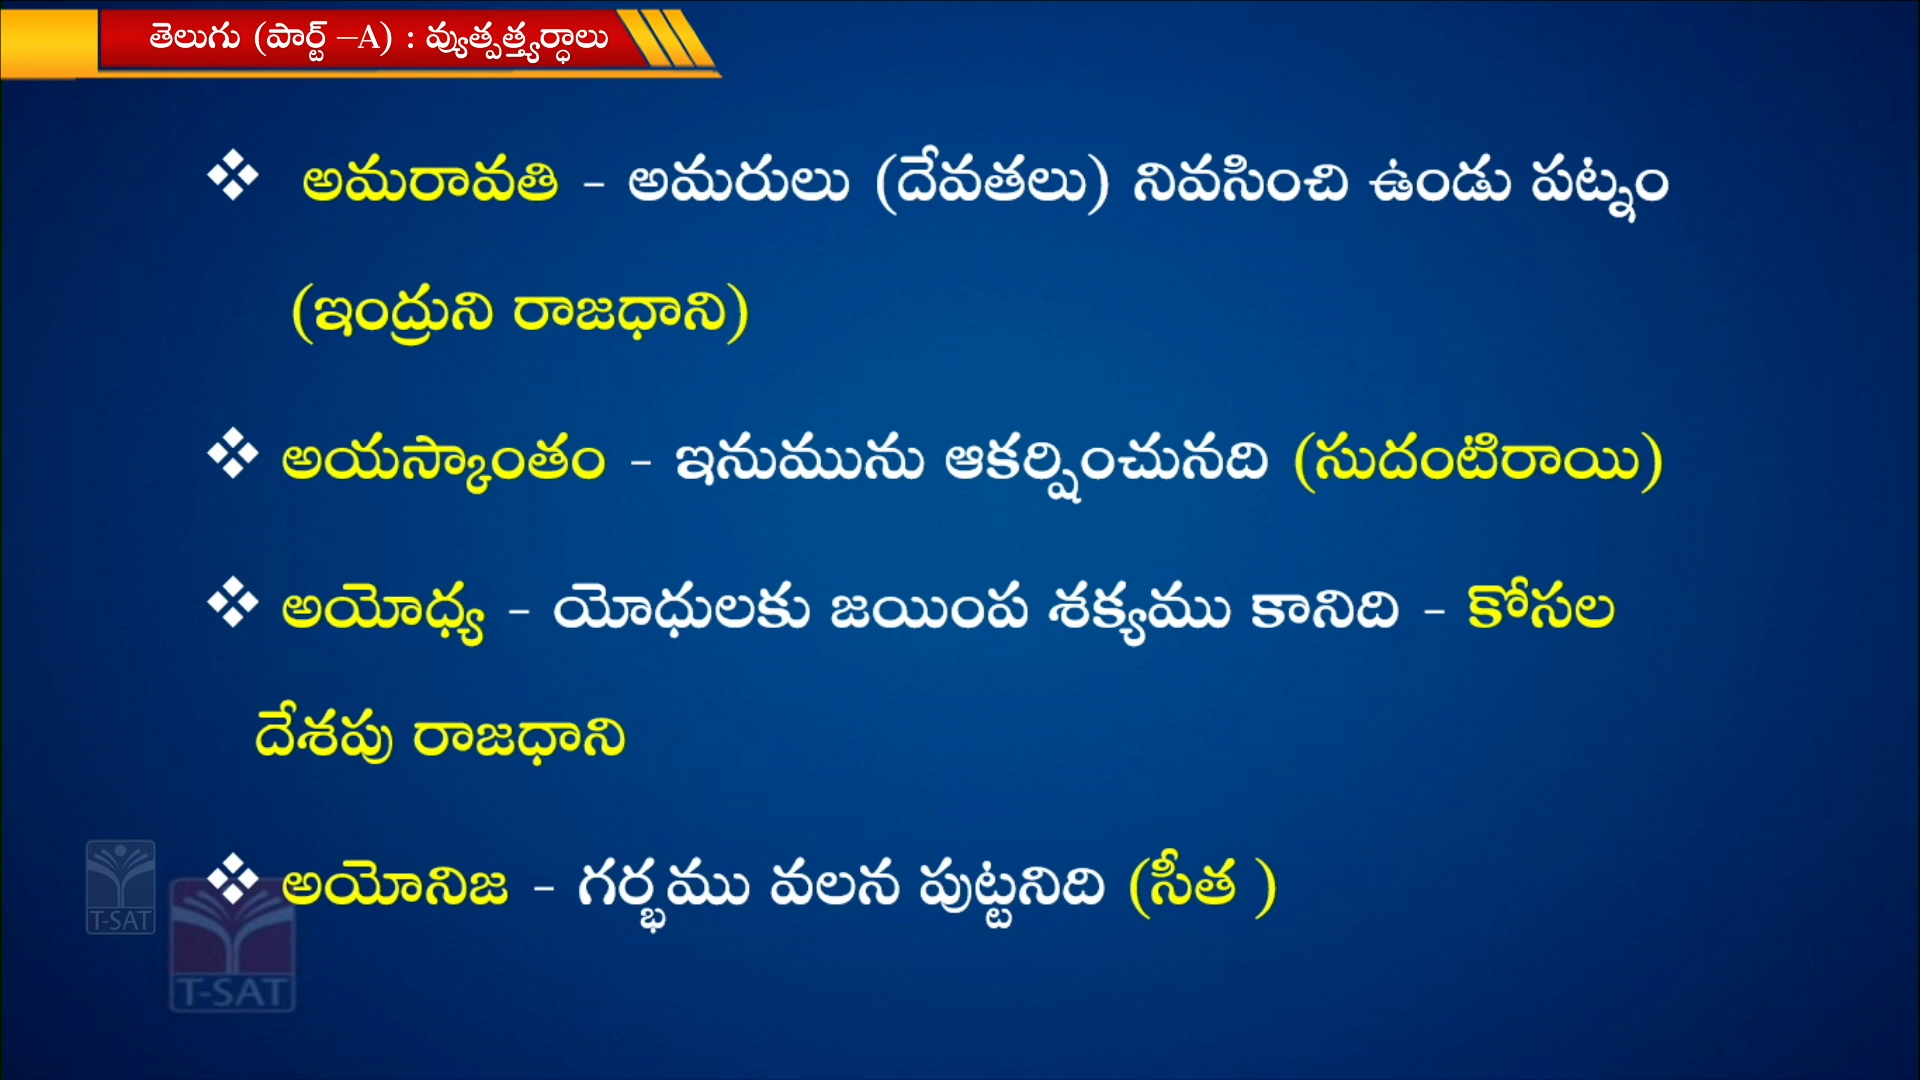 తెలుగు (పార్ట్ –A) : వ్యుత్పత్త్యర్ధాలు
❖ అమరావతి - అమరులు (దేవతలు) నివసించి ఉండు పట్నం
(ఇంద్రుని రాజధాని)
❖ అయస్కాంతం - ఇనుమును ఆకర్షించునది (సుదంటిరాయి)
❖ అయోధ్య - యోధులకు జయింప శక్యము కానిది - కోసల
దేశపు రాజధాని
❖ అయోనిజ - గర్భము వలన పుట్టనిది (సీత )
T-SAT
T-SAT